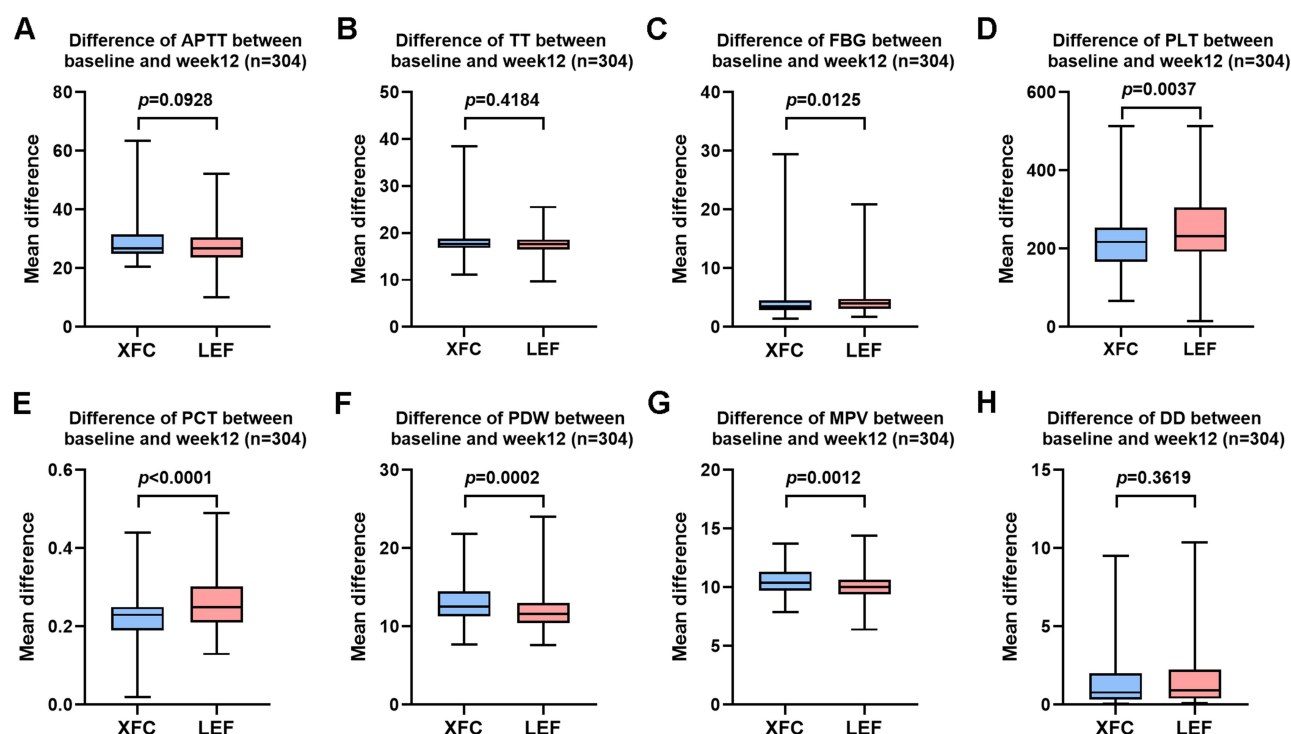 A
Difference of APTT between
baseline and week12 (n=304)
80
60
40
20
0
Mean difference
p=0.0928
XFC
LEF
B
Difference of TT between
baseline and week12 (n=304)
50
40
30
20
10
0
Mean difference
p=0.4184
XFC
LEF
C
Difference of FBG between
baseline and week12 (n=304)
40
30
20
10
0
Mean difference
p=0.0125
XFC
LEF
D
Difference of PLT between
baseline and week12 (n=304)
600
400
200
0
Mean difference
p=0.0037
XFC
LEF
E
Difference of PCT between
baseline and week12 (n=304)
0.6
0.4
0.2
0.0
Mean difference
p<0.0001
XFC
LEF
F
Difference of PDW between
baseline and week12 (n=304)
30
20
10
0
Mean difference
p=0.0002
XFC
LEF
G
Difference of MPV between
baseline and week12 (n=304)
20
15
10
5
0
Mean difference
p=0.0012
XFC
LEF
H
Difference of DD between
baseline and week12 (n=304)
15
10
5
0
Mean difference
p=0.3619
XFC
LEF